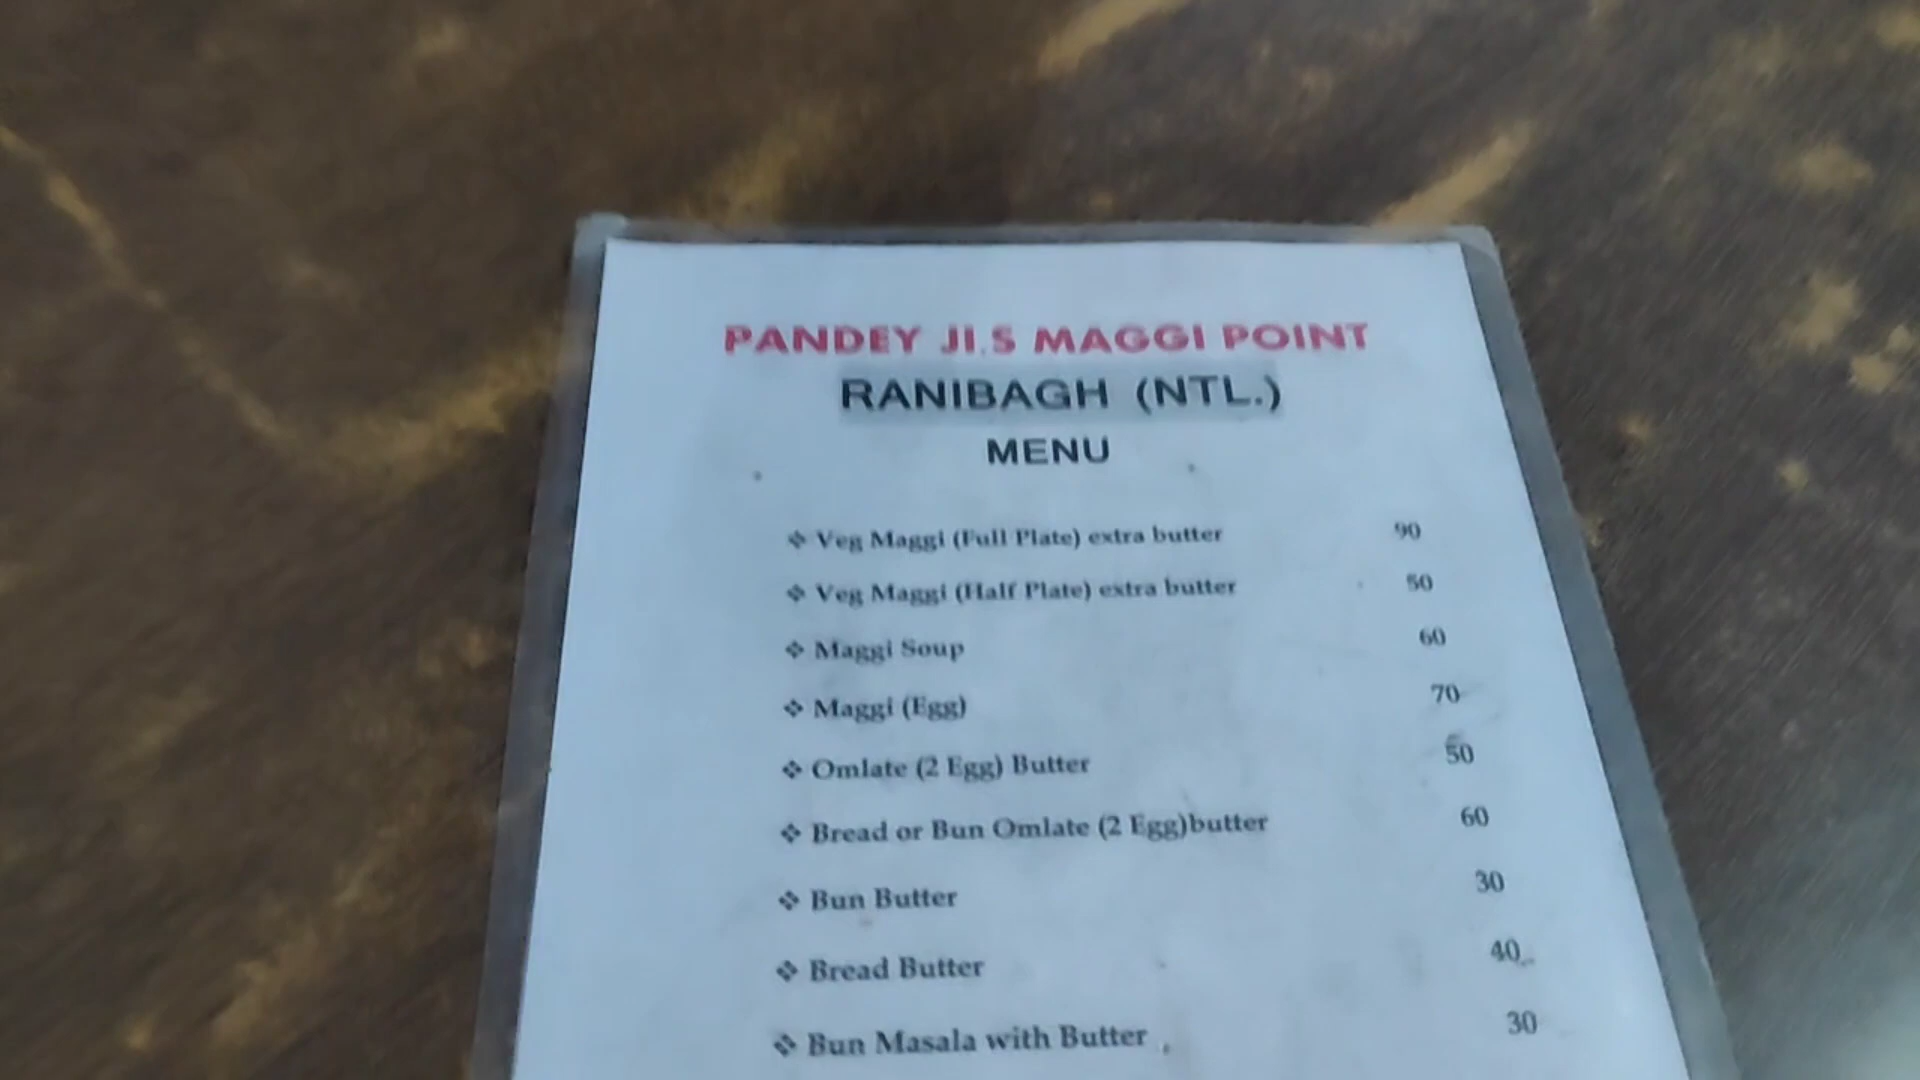 PANDEY JI.S MAGGI POINT
RANIBAGH (NTL.)
MENU
❖ Veg Maggi (Full Plate) extra butter 90
❖ Veg Maggi (Half Plate) extra butter 50
❖ Maggi Soup 60
❖ Maggi (Egg) 70
❖ Omlate (2 Egg) Butter 50
❖ Bread or Bun Omlate (2 Egg)butter 60
❖ Bun Butter 30
❖ Bread Butter 40
❖ Bun Masala with Butter 30